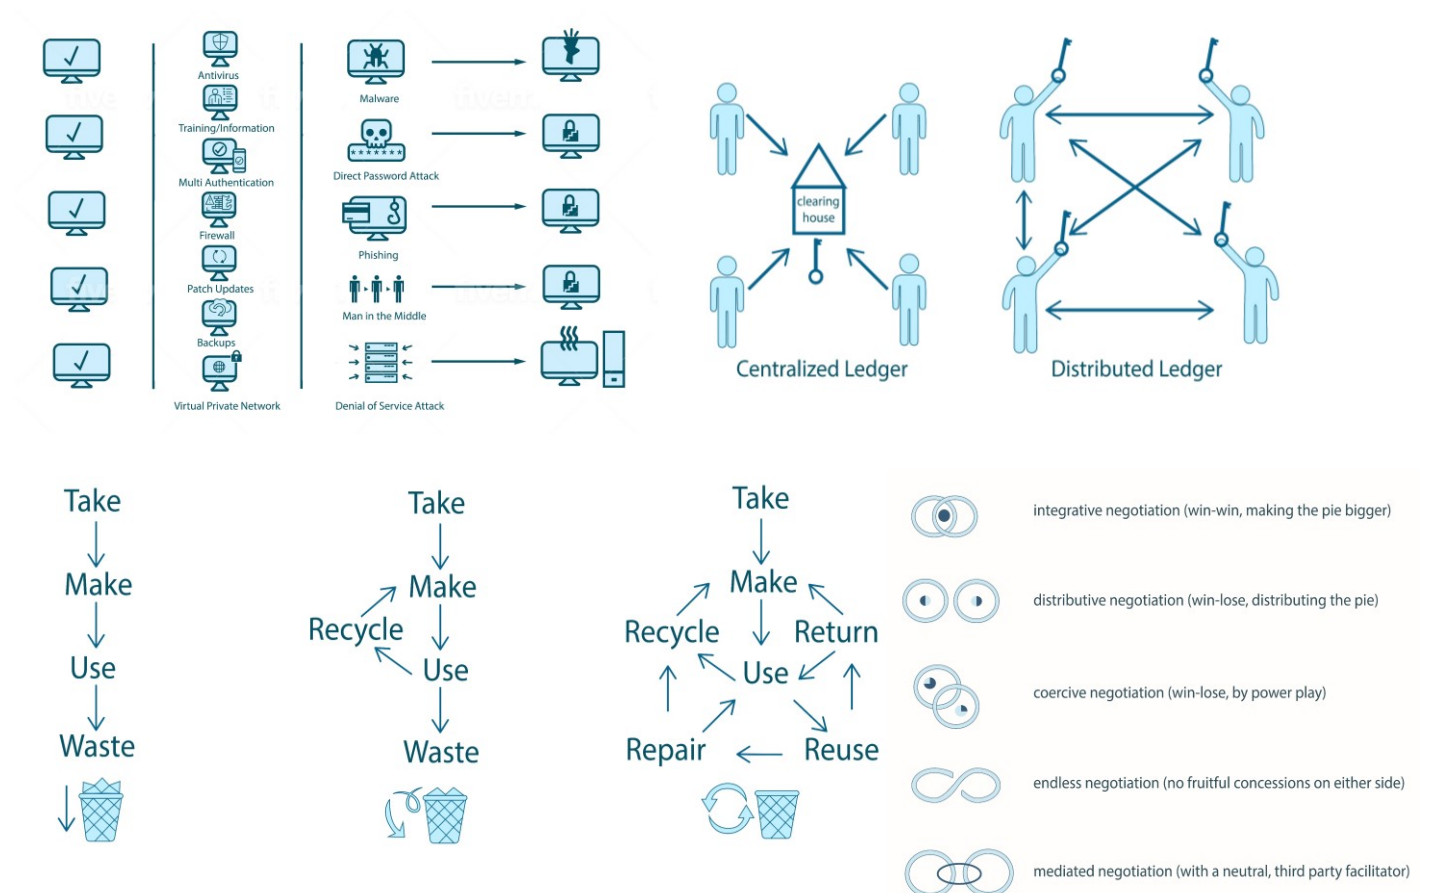 Antivirus
Training/Information
Multi Authentication
Firewall
Patch Updates
Backups
Virtual Private Network
Malware
* * * * * * *
Direct Password Attack
Phishing
Man in the Middle
Denial of Service Attack
clearing
house
Centralized Ledger
Distributed Ledger
Take
Make
Use
Waste
Take
Make
Recycle
Use
Waste
Take
Make
Recycle
Return
Use
Repair
Reuse
integrative negotiation (win-win, making the pie bigger)
distributive negotiation (win-lose, distributing the pie)
coercive negotiation (win-lose, by power play)
endless negotiation (no fruitful concessions on either side)
mediated negotiation (with a neutral, third party facilitator)